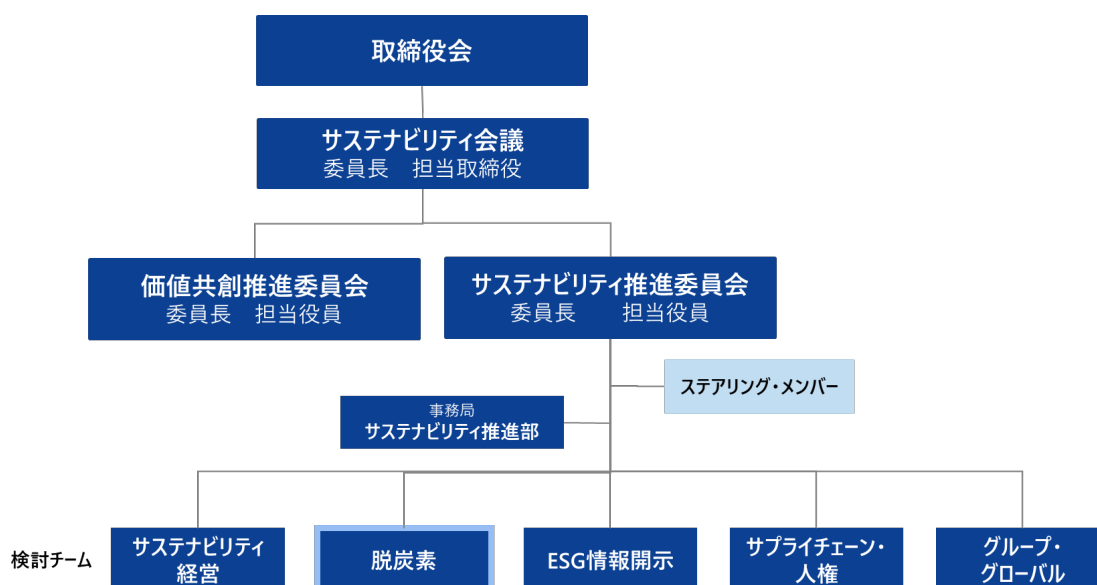 取締役会
サステナビリティ会議
委員長　担当取締役
価値共創推進委員会
委員長　担当役員
サステナビリティ推進委員会
委員長　　担当役員
ステアリング・メンバー
事務局
サステナビリティ推進部
検討チーム
サステナビリティ
経営
脱炭素
ESG情報開示
サプライチェーン・
人権
グループ・
グローバル